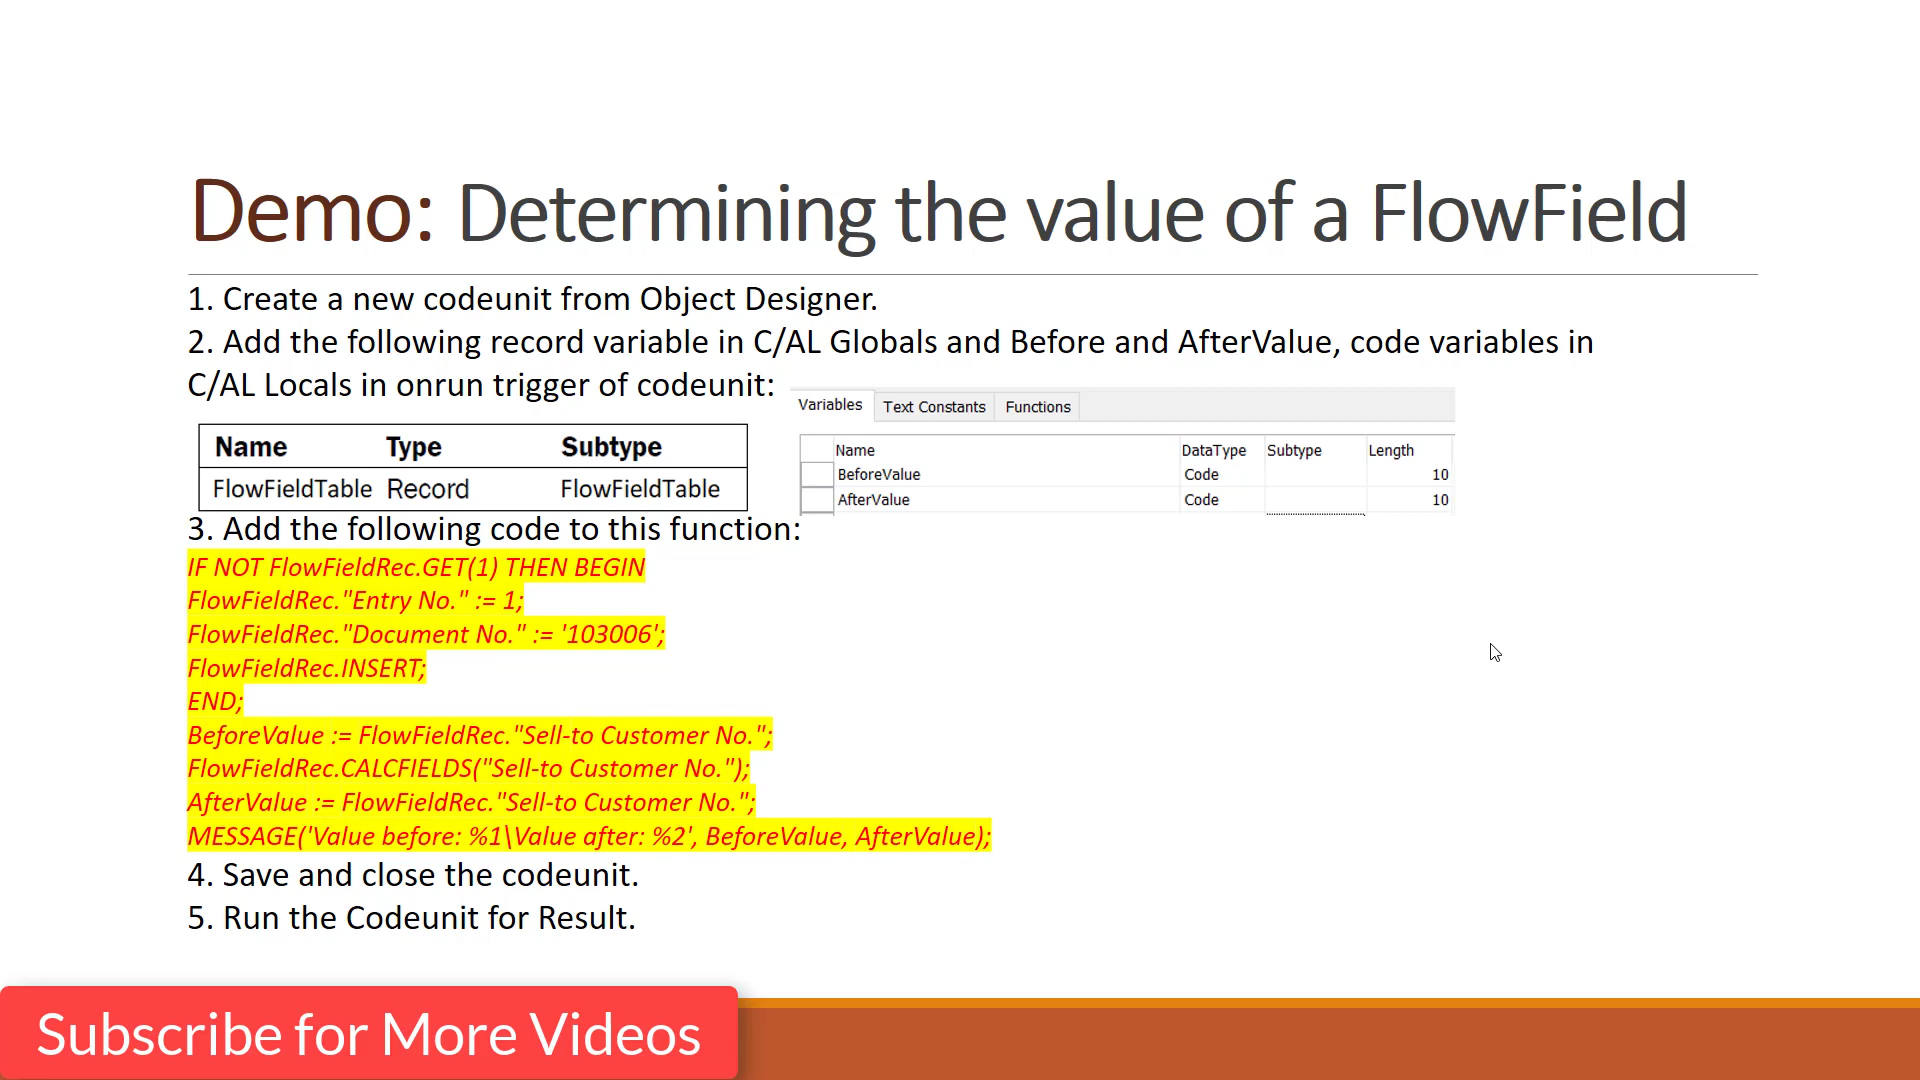 Demo: Determining the value of a FlowField
1. Create a new codeunit from Object Designer.
2. Add the following record variable in C/AL Globals and Before and AfterValue, code variables in
C/AL Locals in onrun trigger of codeunit:
Name Type Subtype
FlowFieldTable Record FlowFieldTable
Variables Text Constants Functions
Name DataType Subtype Length
BeforeValue Code 10
AfterValue Code 10
3. Add the following code to this function:
IF NOT FlowFieldRec.GET(1) THEN BEGIN
FlowFieldRec."Entry No." := 1;
FlowFieldRec."Document No." := '103006';
FlowFieldRec.INSERT;
END;
BeforeValue := FlowFieldRec."Sell-to Customer No.";
FlowFieldRec.CALCFIELDS("Sell-to Customer No.");
AfterValue := FlowFieldRec."Sell-to Customer No.";
MESSAGE('Value before: %1\Value after: %2', BeforeValue, AfterValue);
4. Save and close the codeunit.
5. Run the Codeunit for Result.
Subscribe for More Videos